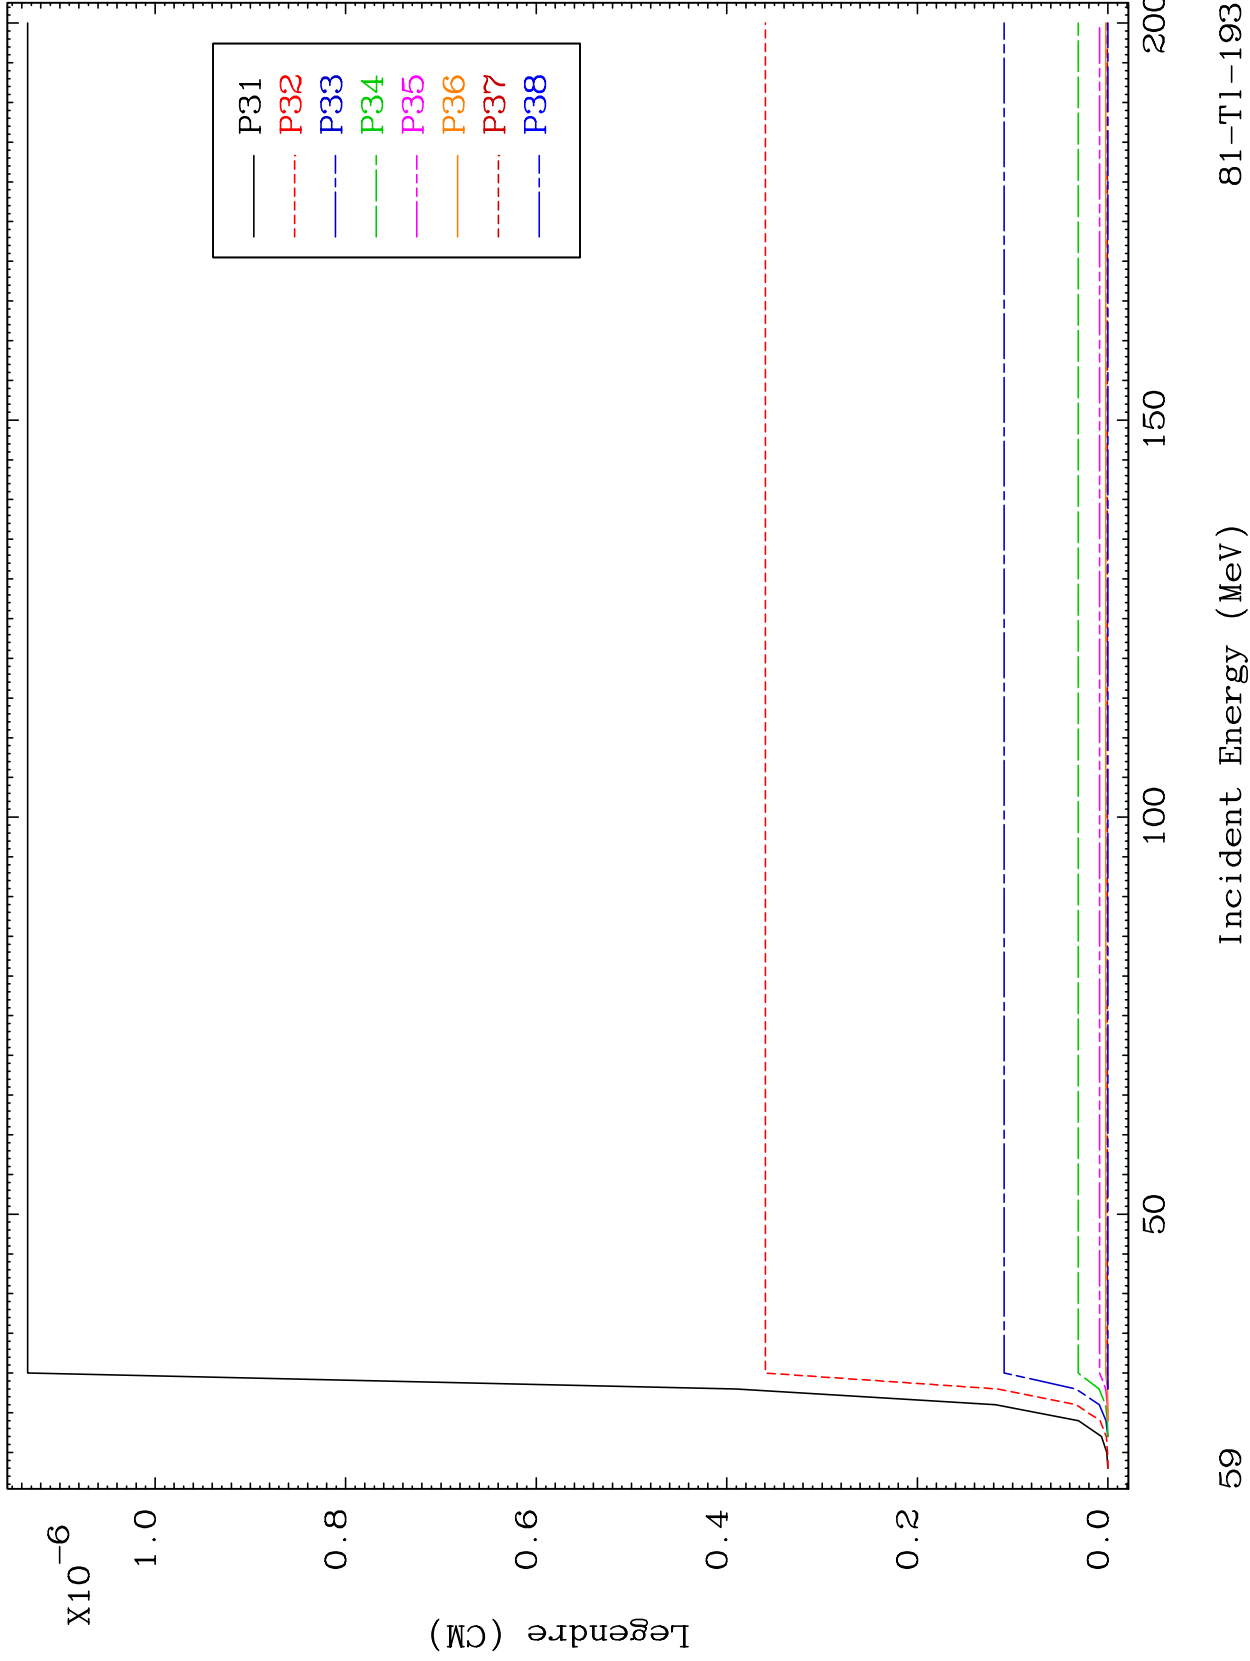 X10-6
Legendre (CM)
1.0
0.8
0.6
0.4
0.2
0.0
P31
P32
P33
P34
P35
P36
P37
P38
50
100
150
200
Incident Energy (MeV)
59
81-Tl-193